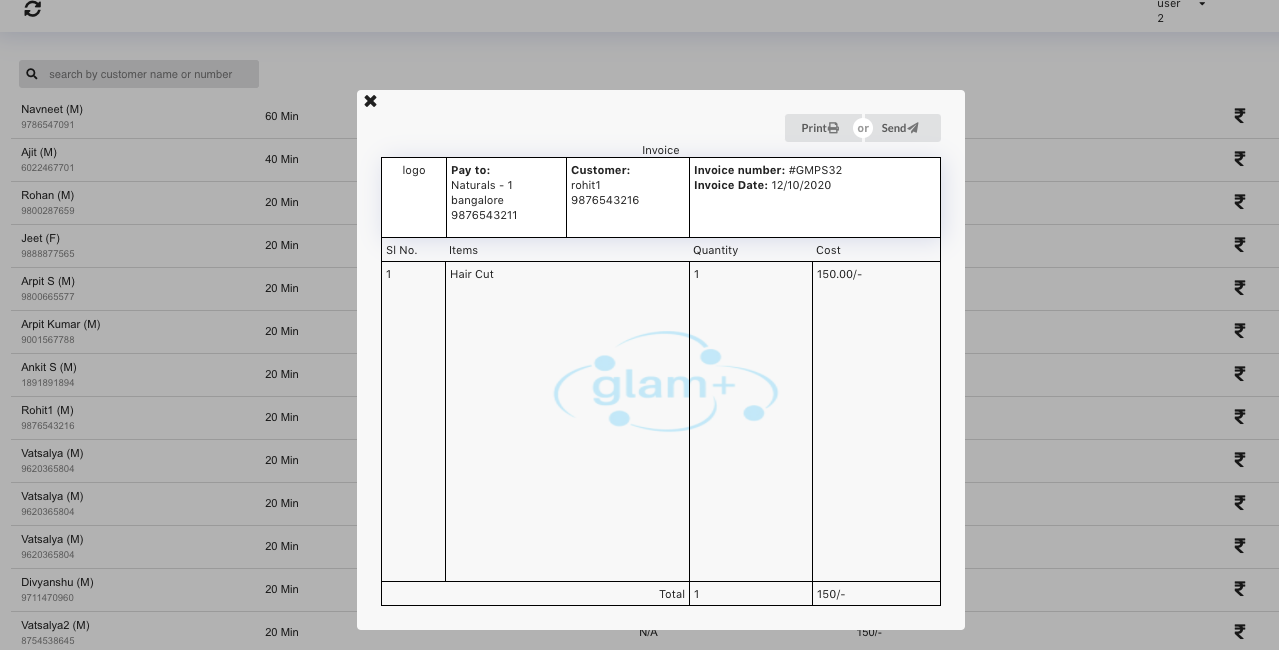 user
2
search by customer name or number
Navneet (M)
9786547091
60 Min
Ajit (M)
6022467701
40 Min
Rohan (M)
9800287659
20 Min
Jeet (F)
9888877565
20 Min
Arpit S (M)
9800665577
20 Min
Arpit Kumar (M)
9001567788
20 Min
Ankit S (M)
1891891894
20 Min
Rohit1 (M)
9876543216
20 Min
Vatsalya (M)
9620365804
20 Min
Vatsalya (M)
9620365804
20 Min
Vatsalya (M)
9620365804
20 Min
Divyanshu (M)
9711470960
20 Min
Vatsalya2 (M)
8754538645
20 Min
N/A
150/-
Print or Send
Invoice
logo
Pay to:
Naturals - 1
bangalore
9876543211
Customer:
rohit1
9876543216
Invoice number: #GMPS32
Invoice Date: 12/10/2020
Sl No. Items Quantity Cost
1 Hair Cut 1 150.00/-
glam+
Total 1 150/-